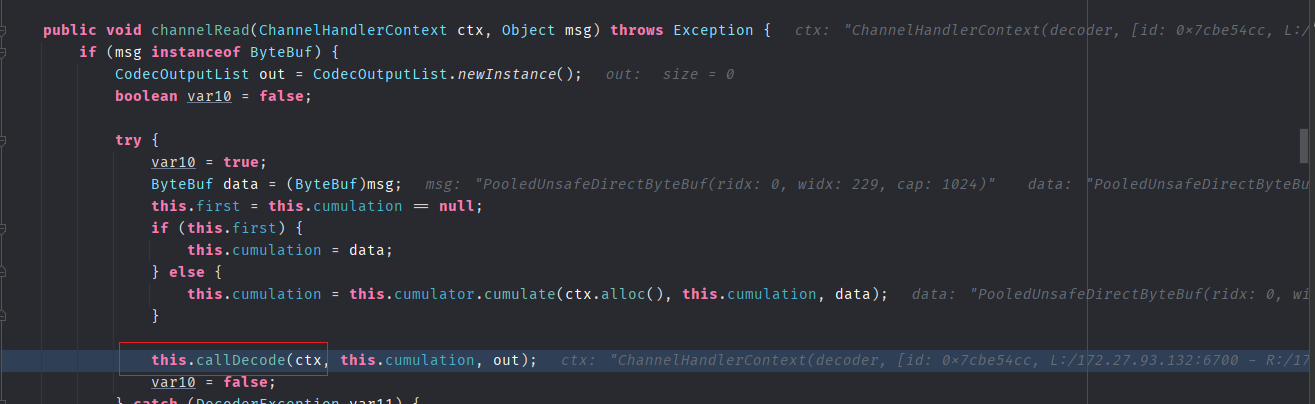 public void channelRead(ChannelHandlerContext ctx, Object msg) throws Exception { ctx: "ChannelHandlerContext(decoder, [id: 0×7cbe54cc, L:/
if (msg instanceof ByteBuf) {
CodecOutputList out = CodecOutputList.newInstance(); out: size = 0
boolean var10 = false;
try {
var10 = true;
ByteBuf data = (ByteBuf)msg; msg: "PooledUnsafeDirectByteBuf(ridx: 0, widx: 229, cap: 1024)" data: "PooledUnsafeDirectByteBu
this.first = this.cumulation == null;
if (this.first) {
this.cumulation = data;
} else {
this.cumulation = this.cumulator.cumulate(ctx.alloc(), this.cumulation, data); data: "PooledUnsafeDirectByteBuf(ridx: 0, wi
}
this.callDecode(ctx, this.cumulation, out); ctx: "ChannelHandlerContext(decoder, [id: 0×7cbe54cc, L:/172.27.93.132:6700 - R:/17
var10 = false;
} catch (DecoderException var11) {